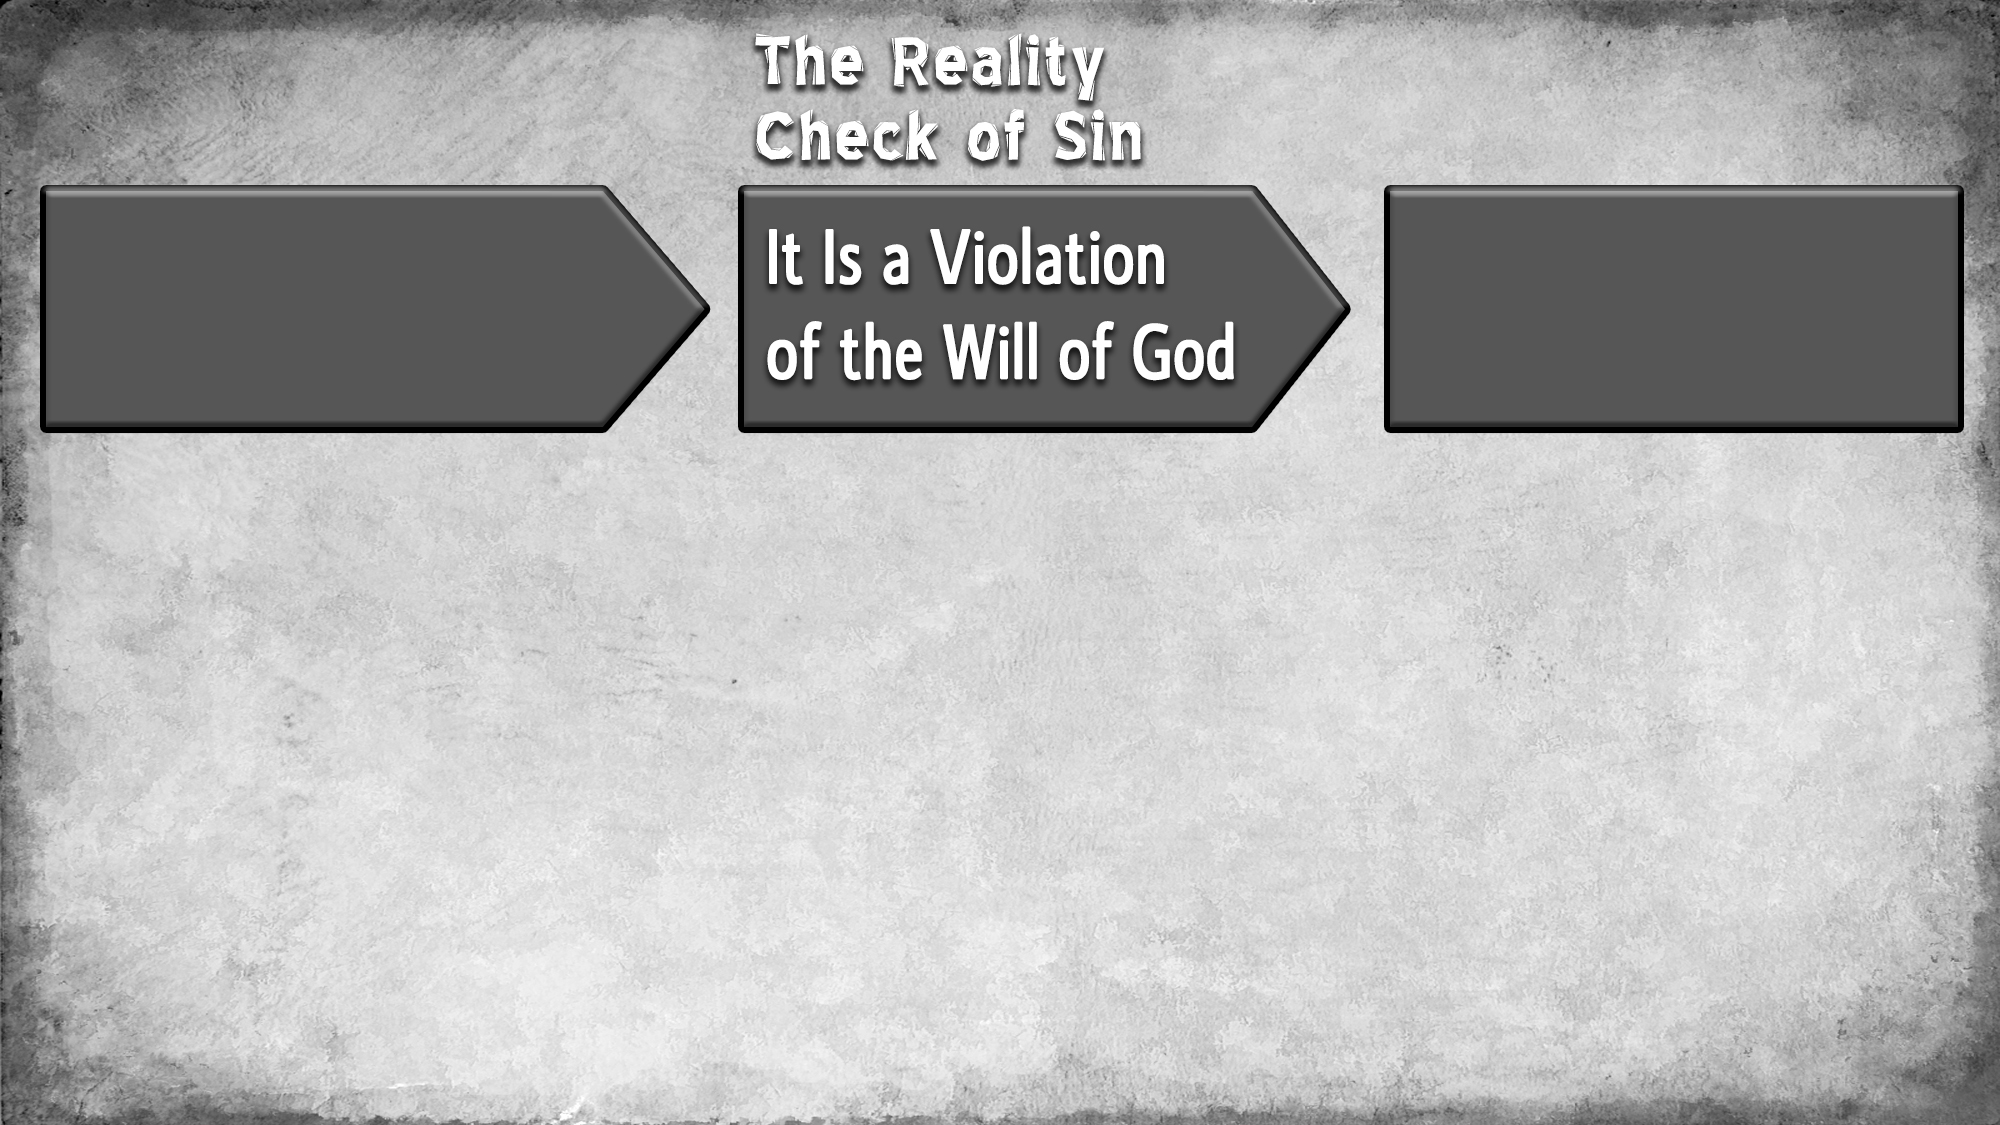 The Reality
Check of Sin
It Is a Violation
of the Will of God